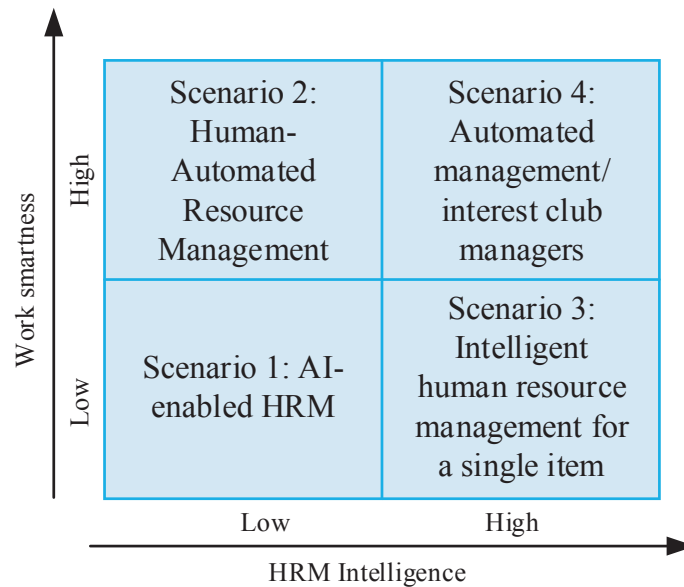 Work smartness
High
Low
Scenario 2:
Human-
Automated
Resource
Management
Scenario 4:
Automated
management/
interest club
managers
Scenario 1: AI-
enabled HRM
Scenario 3:
Intelligent
human resource
management for
a single item
Low
High
HRM Intelligence